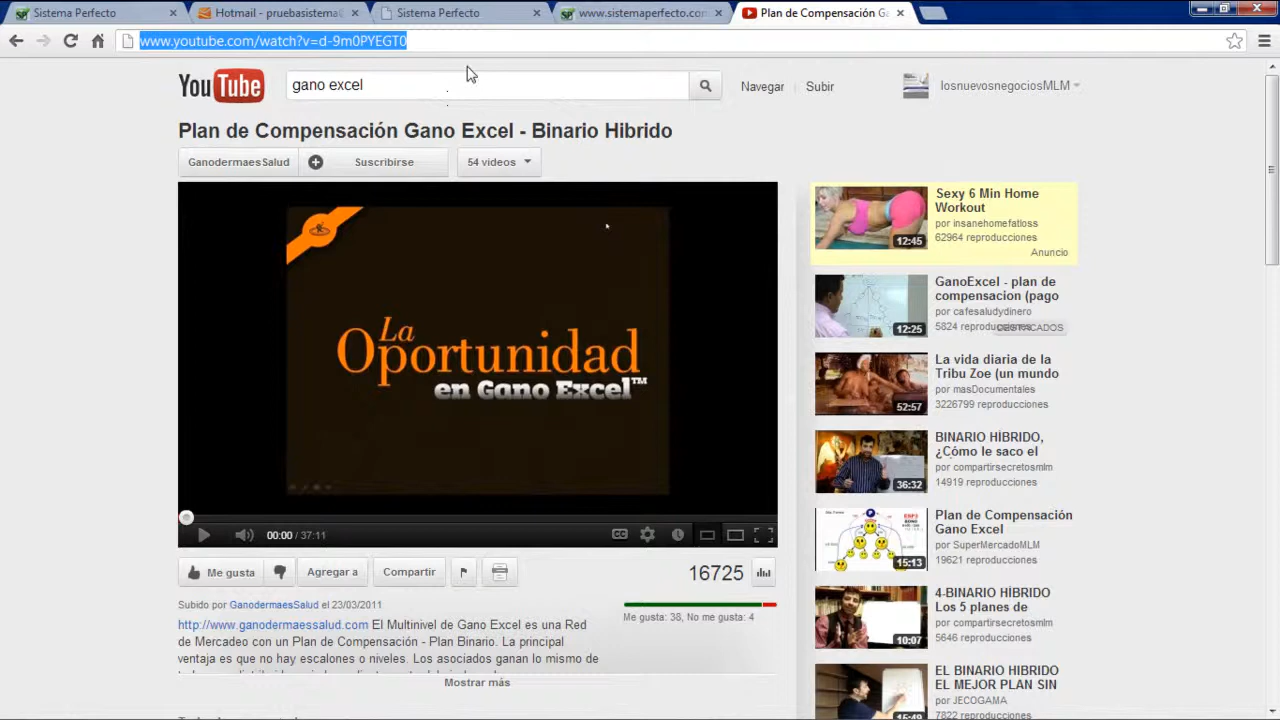 Sistema Perfecto
Hotmail - pruebasistema@
Sistema Perfecto
www.sistemaperfecto.com
Plan de Compensación Ga
www.youtube.com/watch?v=d-9m0PYEGT0
YouTube
gano excel
Navegar
Subir
losnuevosnegociosMLM
Plan de Compensación Gano Excel - Binario Hibrido
GanodermaesSalud
Suscribirse
54 videos
La
Oportunidad
en Gano Excel™
00:00 / 37:11
CC
Me gusta
Agregar a
Compartir
16725
Subido por GanodermaesSalud el 23/03/2011
Me gusta: 38, No me gusta: 4
http://www.ganodermaessalud.com El Multinivel de Gano Excel es una Red
de Mercadeo con un Plan de Compensación - Plan Binario. La principal
ventaja es que no hay escalones o niveles. Los asociados ganan lo mismo de
Mostrar más
Sexy 6 Min Home
Workout
por insanehomefatloss
62964 reproducciones
Anuncio
12:45
GanoExcel - plan de
compensacion (pago
por cafesaludydinero
5824 reproducciones
DESTACADOS
12:25
La vida diaria de la
Tribu Zoe (un mundo
por masDocumentales
3226799 reproducciones
52:57
BINARIO HÍBRIDO,
¿Cómo le saco el
por compartirsecretosmlm
14919 reproducciones
36:32
Plan de Compensación
Gano Excel
por SuperMercadoMLM
19621 reproducciones
15:13
4-BINARIO HÍBRIDO
Los 5 planes de
por compartirsecretosmlm
5646 reproducciones
10:07
EL BINARIO HIBRIDO
EL MEJOR PLAN SIN
por JECOGAMA
7822 reproducciones